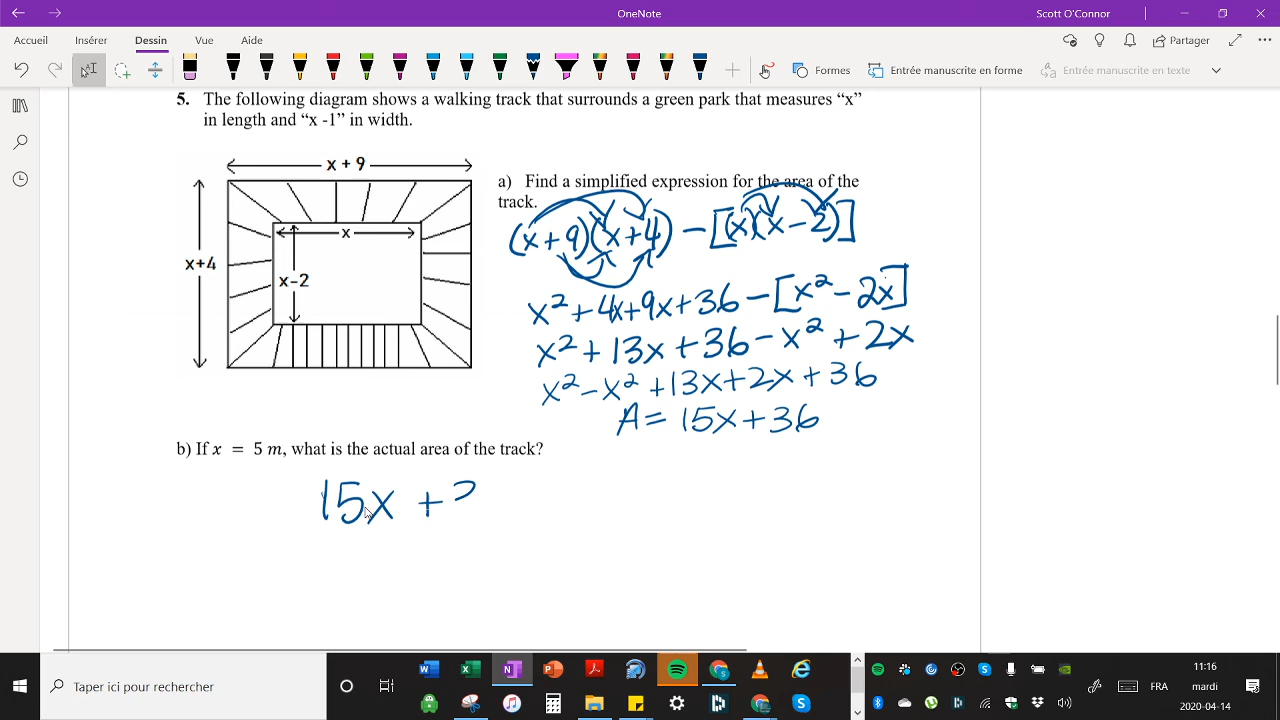 OneNote
Scott O'Connor
Accueil Insérer Dessin Vue Aide
Partager
Formes
Entrée manuscrite en forme
Entrée manuscrite en texte
5. The following diagram shows a walking track that surrounds a green park that measures “x”
in length and “x -1” in width.
x + 9
a) Find a simplified expression for the area of the
track.
x
x+4
x-2
(x+9)(x+4) - [(x)(x-2)]
x² + 4x + 9x + 36 - [x² - 2x]
x² + 13x + 36 - x² + 2x
x² - x² + 13x + 2x + 36
A = 15x + 36
b) If x = 5 m, what is the actual area of the track?
15x +
Taper ici pour rechercher
FRA
11:16
mardi
2020-04-14